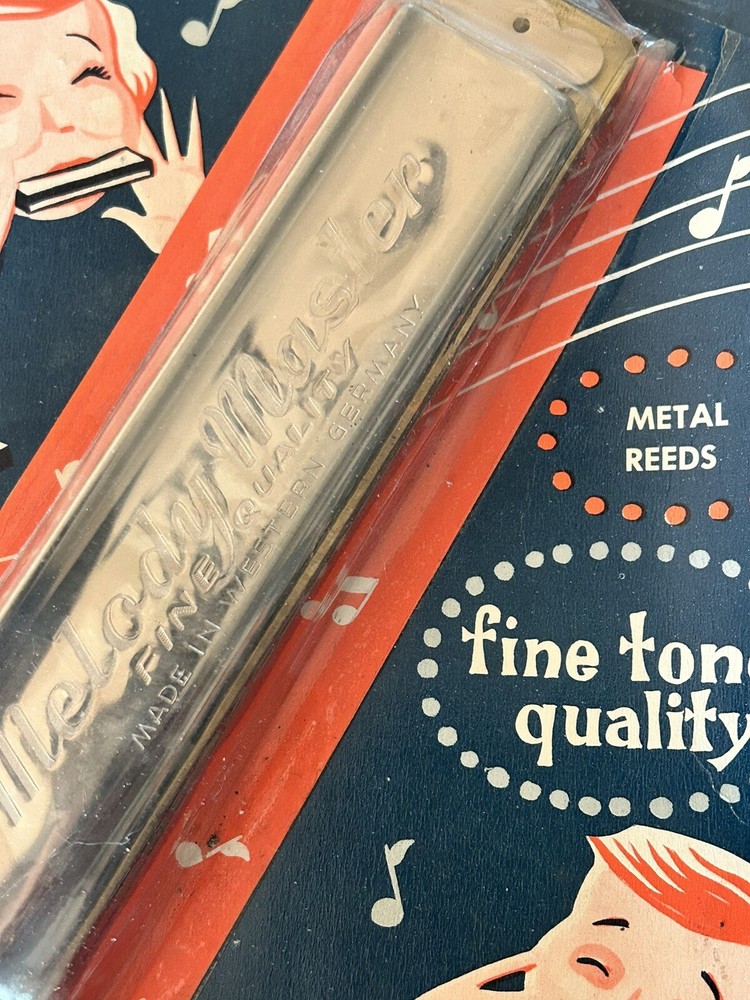 Melody Master
FINE QUALITY
MADE IN WESTERN GERMANY
METAL
REEDS
fine tone
quality